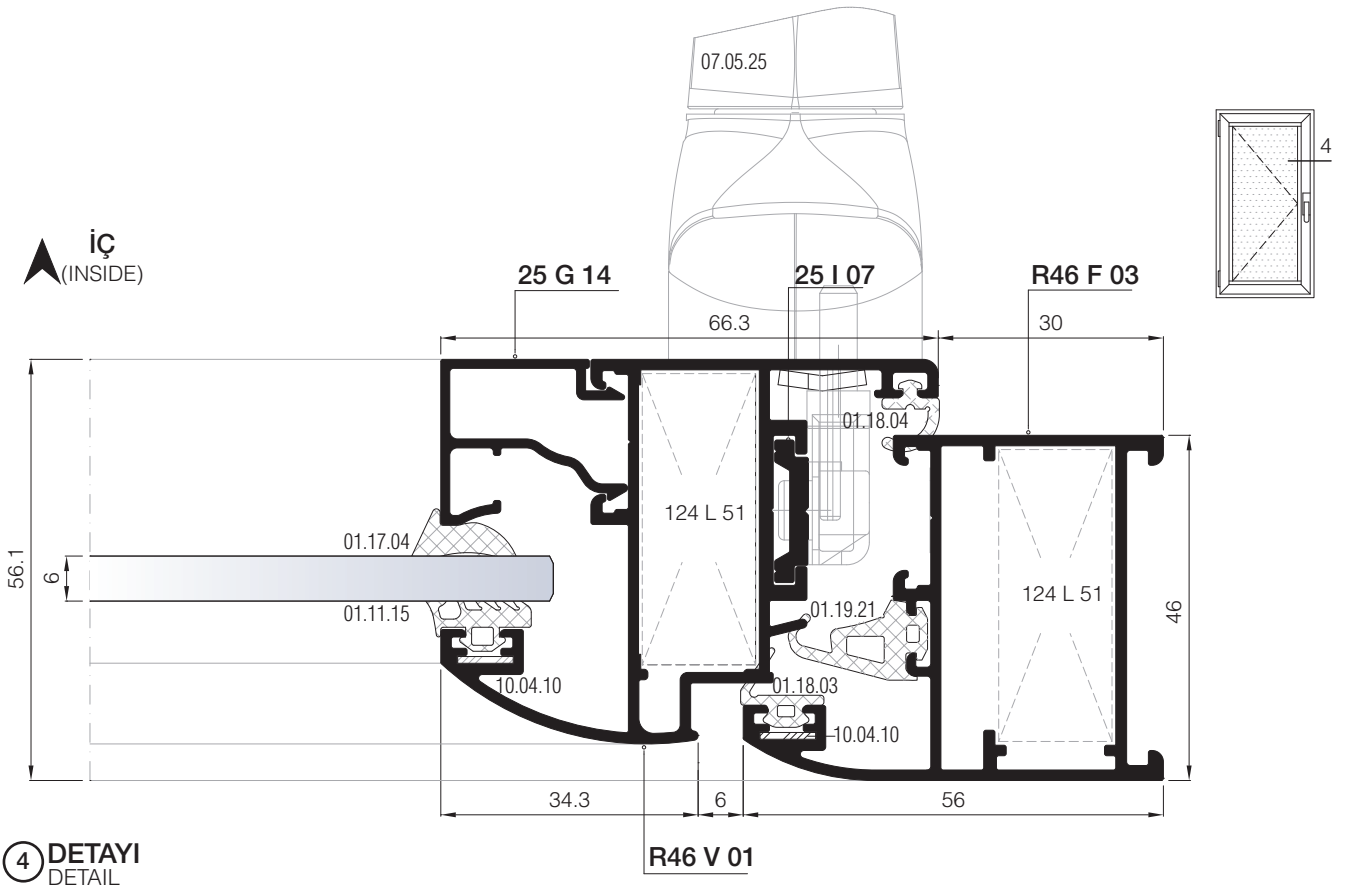 07.05.25
4
İÇ
(INSIDE)
25 G 14
25 I 07
R46 F 03
66.3
30
01.18.04
124 L 51
01.17.04
56.1
6
01.11.15
01.19.21
124 L 51
46
10.04.10
01.18.03
10.04.10
34.3
6
56
R46 V 01
4 DETAYI
DETAIL